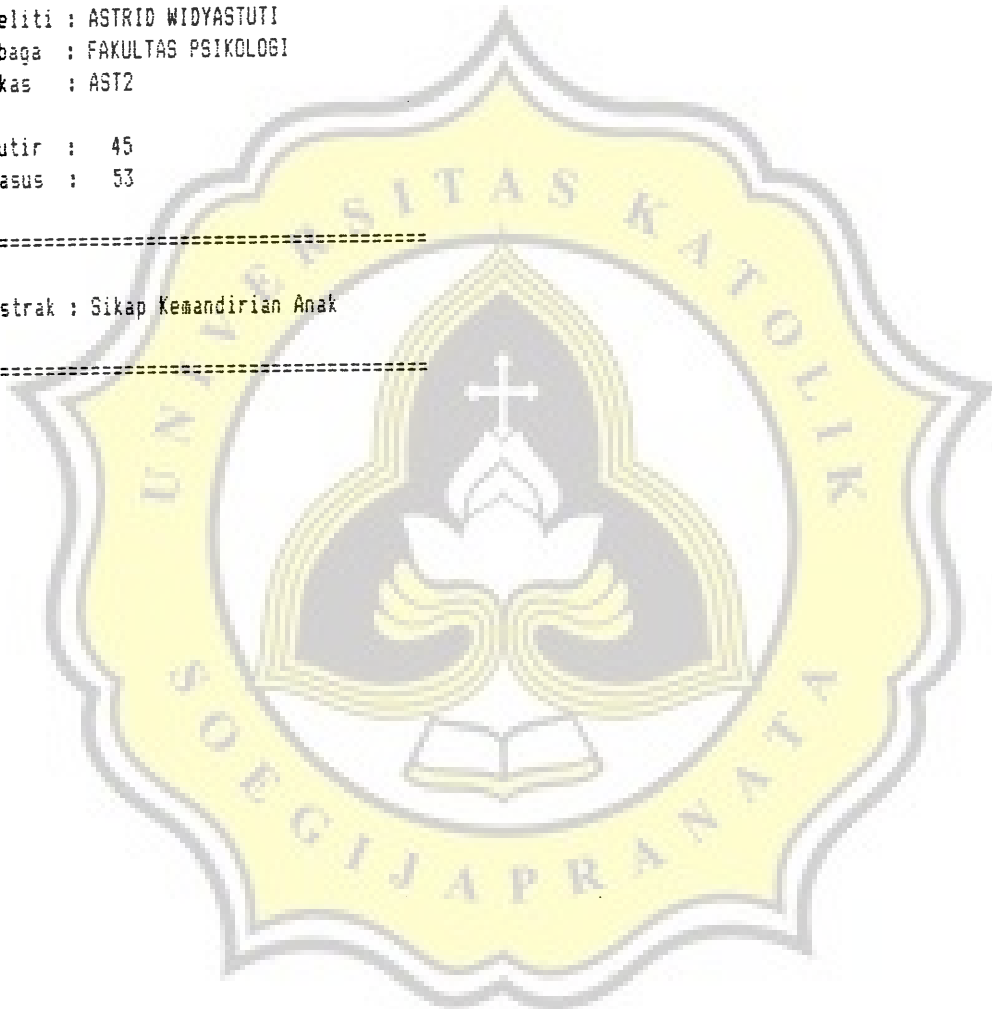 eliti : ASTRID WIDYASTUTI
baga : FAKULTAS PSIKOLOGI
kas : AST2
utir : 45
asus : 53
========================================
strak : Sikap Kemandirian Anak
========================================
UNIVERSITAS KATOLIK
SOEGIJAPRANATA